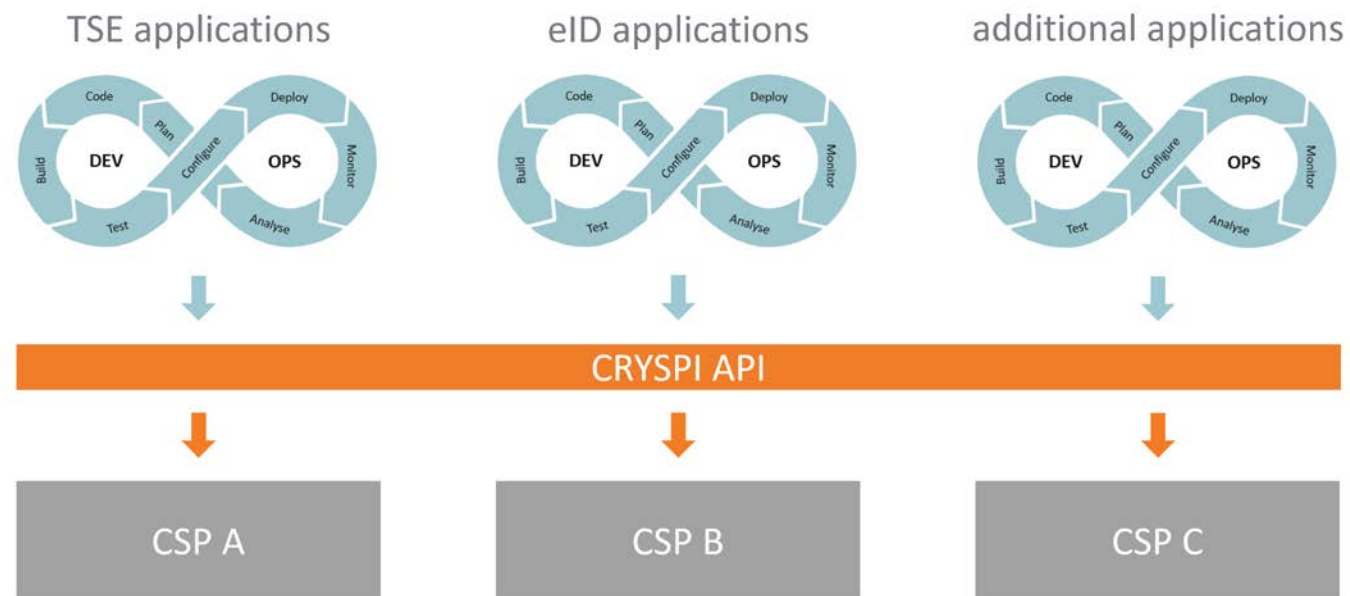 TSE applications
eID applications
additional applications
Code
Plan
Build
DEV
Test
Configure
Deploy
OPS
Monitor
Analyse
Code
Plan
Build
DEV
Test
Configure
Deploy
OPS
Monitor
Analyse
Code
Plan
Build
DEV
Test
Configure
Deploy
OPS
Monitor
Analyse
CRYSPI API
CSP A
CSP B
CSP C